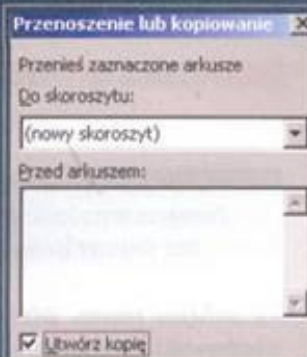 Przenoszenie lub kopiowanie
Przenieś zaznaczone arkusze
Do skoroszytu:
(nowy skoroszyt)
Przed arkuszem:
Utwórz kopię